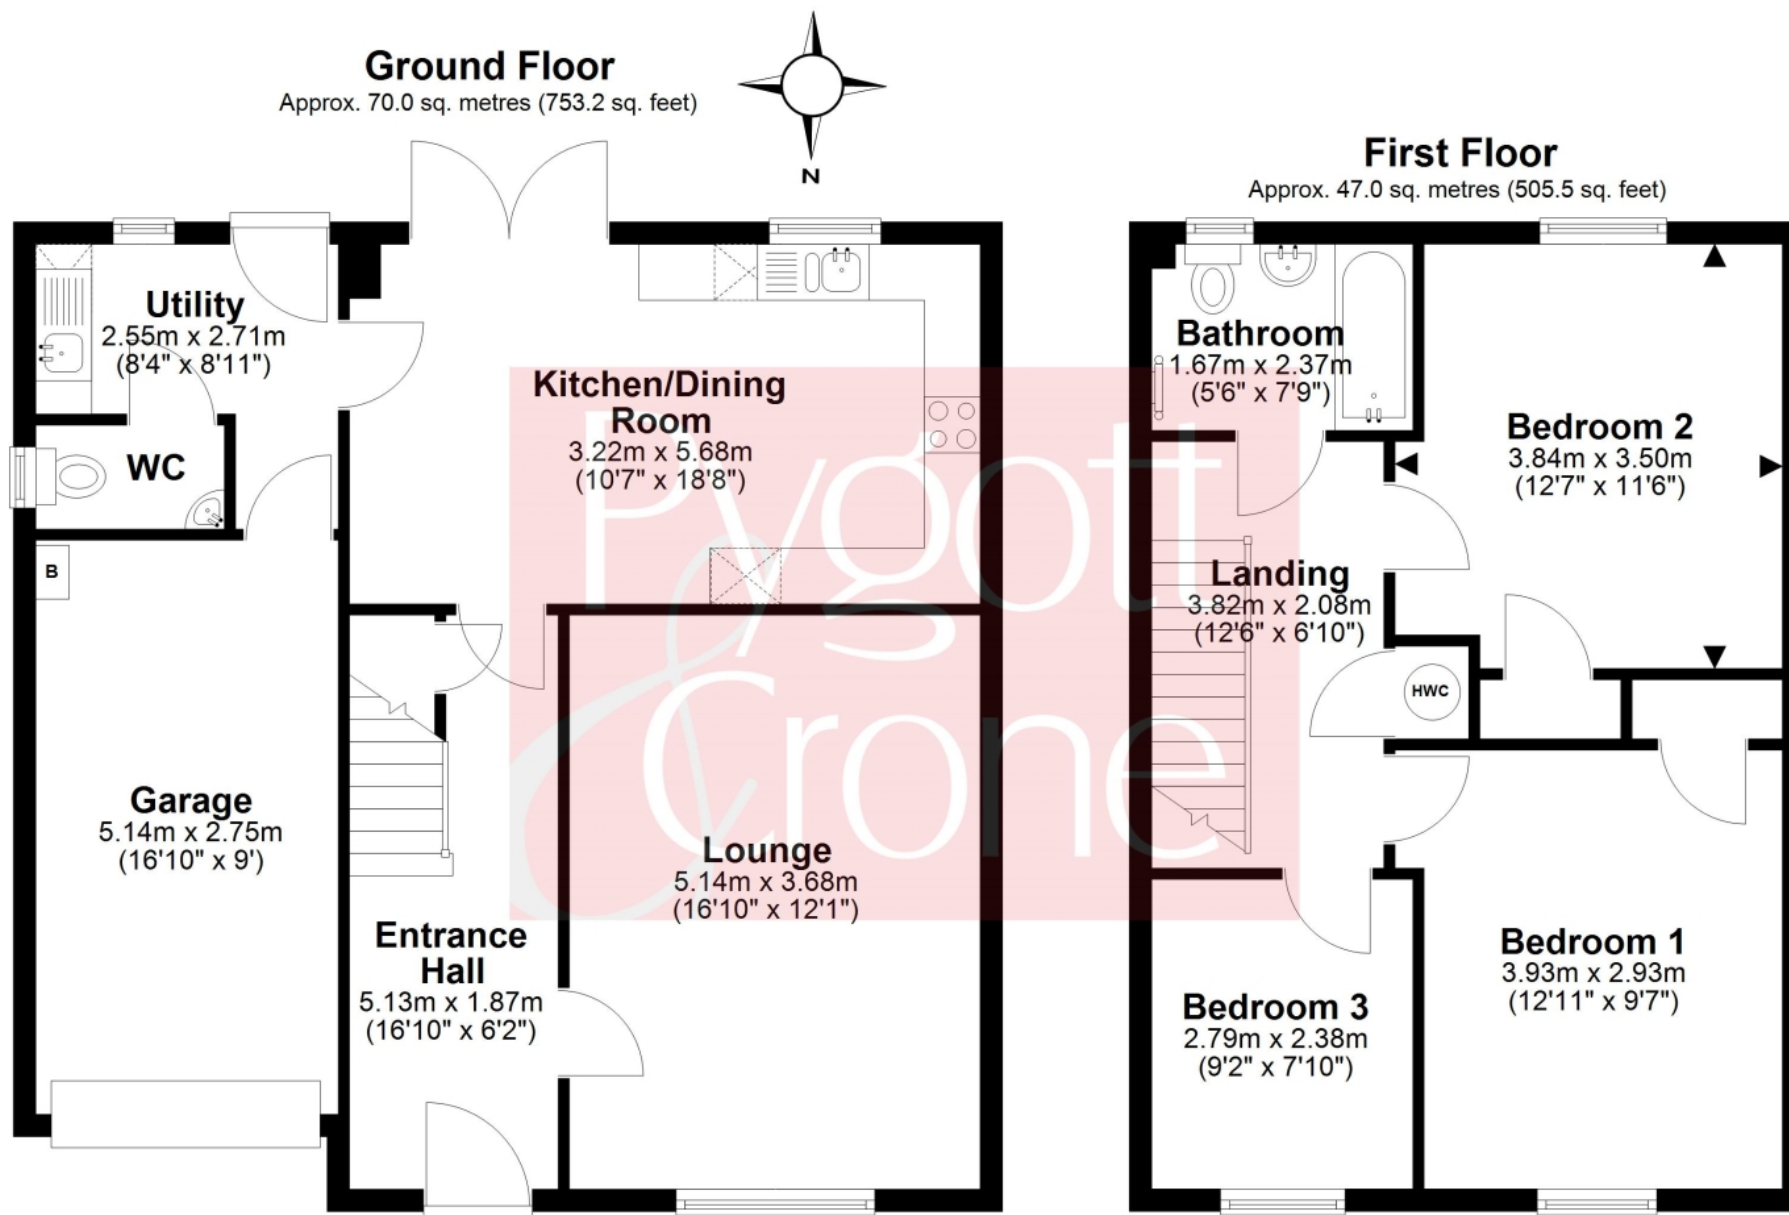 Ground Floor
Approx. 70.0 sq. metres (753.2 sq. feet)
N
First Floor
Approx. 47.0 sq. metres (505.5 sq. feet)
Utility
2.55m x 2.71m
(8'4" x 8'11")
Kitchen/Dining
Room
3.22m x 5.68m
(10'7" x 18'8")
WC
B
Garage
5.14m x 2.75m
(16'10" x 9')
Entrance
Hall
5.13m x 1.87m
(16'10" x 6'2")
Lounge
5.14m x 3.68m
(16'10" x 12'1")
Bathroom
1.67m x 2.37m
(5'6" x 7'9")
Bedroom 2
3.84m x 3.50m
(12'7" x 11'6")
Landing
3.82m x 2.08m
(12'6" x 6'10")
HWC
Bedroom 1
3.93m x 2.93m
(12'11" x 9'7")
Bedroom 3
2.79m x 2.38m
(9'2" x 7'10")
Pygott
& Crone